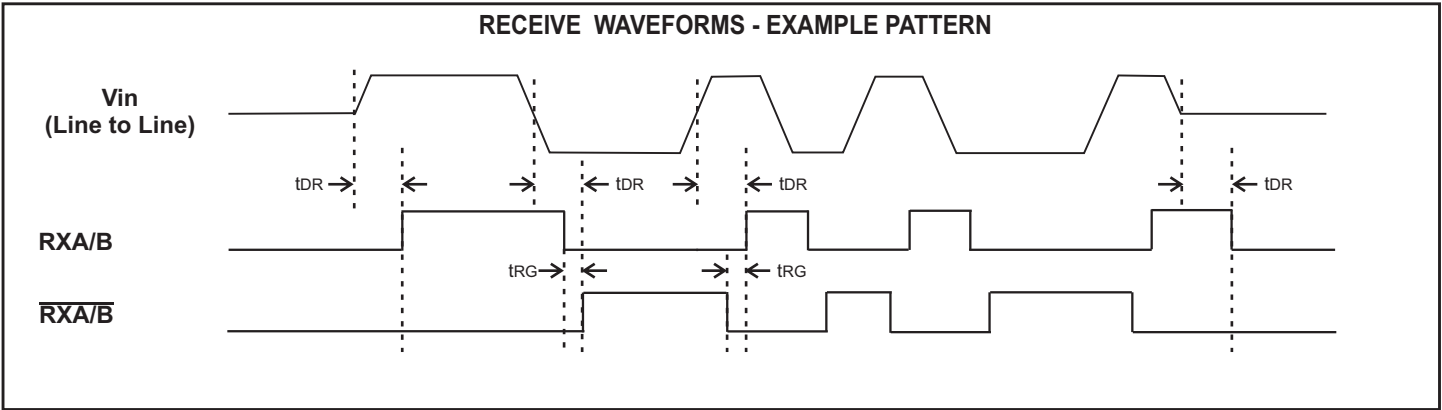 RECEIVE WAVEFORMS - EXAMPLE PATTERN
Vin
(Line to Line)
tDR
tDR
tDR
tDR
RXA/B
tRG
tRG
RXA/B